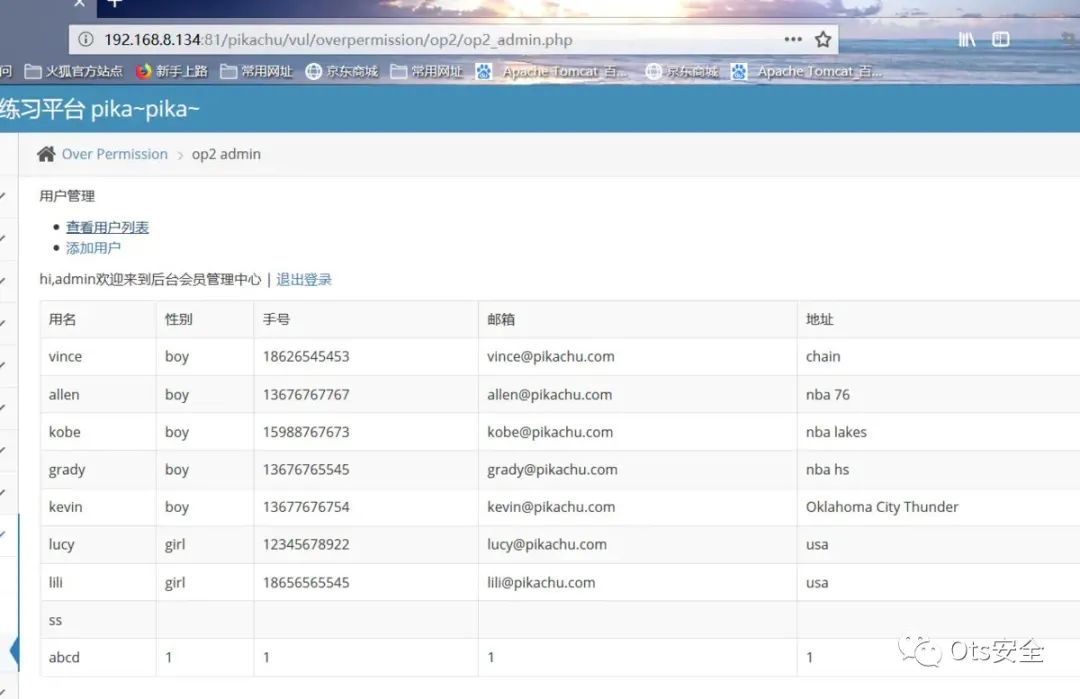 192.168.8.134:81/pikachu/vul/overpermission/op2/op2_admin.php
问 火狐官方站点 新手上路 常用网址 京东商城 常用网址 Apache Tomcat_百... 京东商城 Apache Tomcat_百...
练习平台 pika~pika~
Over Permission > op2 admin
用户管理
查看用户列表
添加用户
hi,admin欢迎来到后台会员管理中心 | 退出登录
用名 性别 手号 邮箱 地址
vince boy 18626545453 vince@pikachu.com chain
allen boy 13676767767 allen@pikachu.com nba 76
kobe boy 15988767673 kobe@pikachu.com nba lakes
grady boy 13676765545 grady@pikachu.com nba hs
kevin boy 13677676754 kevin@pikachu.com Oklahoma City Thunder
lucy girl 12345678922 lucy@pikachu.com usa
lili girl 18656565545 lili@pikachu.com usa
ss
abcd 1 1 1 1
Ots安全